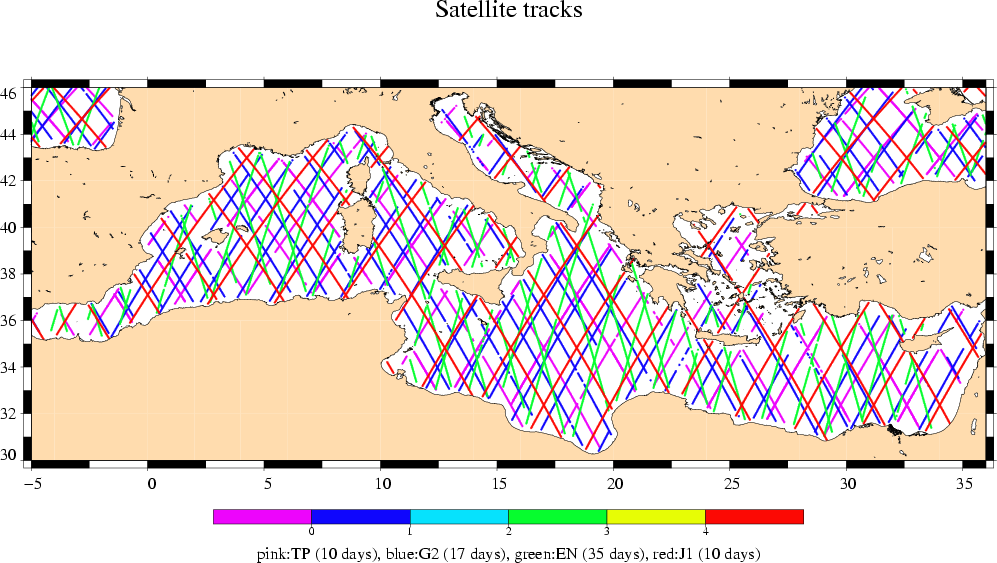 Satellite tracks
46
44
42
40
38
36
34
32
30
−5 0 5 10 15 20 25 30 35
0 1 2 3 4
pink:TP (10 days), blue:G2 (17 days), green:EN (35 days), red:J1 (10 days)